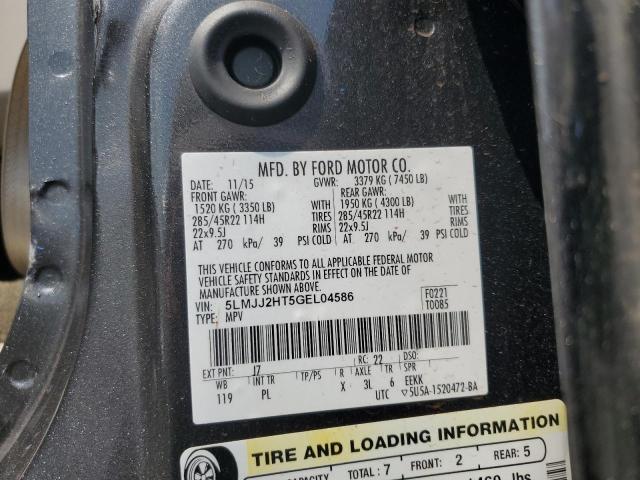 MFD. BY FORD MOTOR CO.
DATE: 11/15 GVWR: 3379 KG (7450 LB)
FRONT GAWR: REAR GAWR:
1520 KG (3350 LB) WITH 1950 KG (4300 LB) WITH
285/45R22 114H TIRES 285/45R22 114H TIRES
22x9.5J RIMS 22x9.5J RIMS
AT 270 kPa/ 39 PSI COLD AT 270 kPa/ 39 PSI COLD
THIS VEHICLE CONFORMS TO ALL APPLICABLE FEDERAL MOTOR
VEHICLE SAFETY STANDARDS IN EFFECT ON THE DATE OF
MANUFACTURE SHOWN ABOVE.
VIN: 5LMJJ2HT5GEL04586 F0221
TYPE: MPV T0085
EXT PNT: J7 RC: 22 DSO:
WB INT TR TP/PS R AXLE TR SPR
119 PL X 3L 6 EEKK
UTC 5U5A-1520472-BA
TIRE AND LOADING INFORMATION
CAPACITY TOTAL: 7 FRONT: 2 REAR: 5
lbs